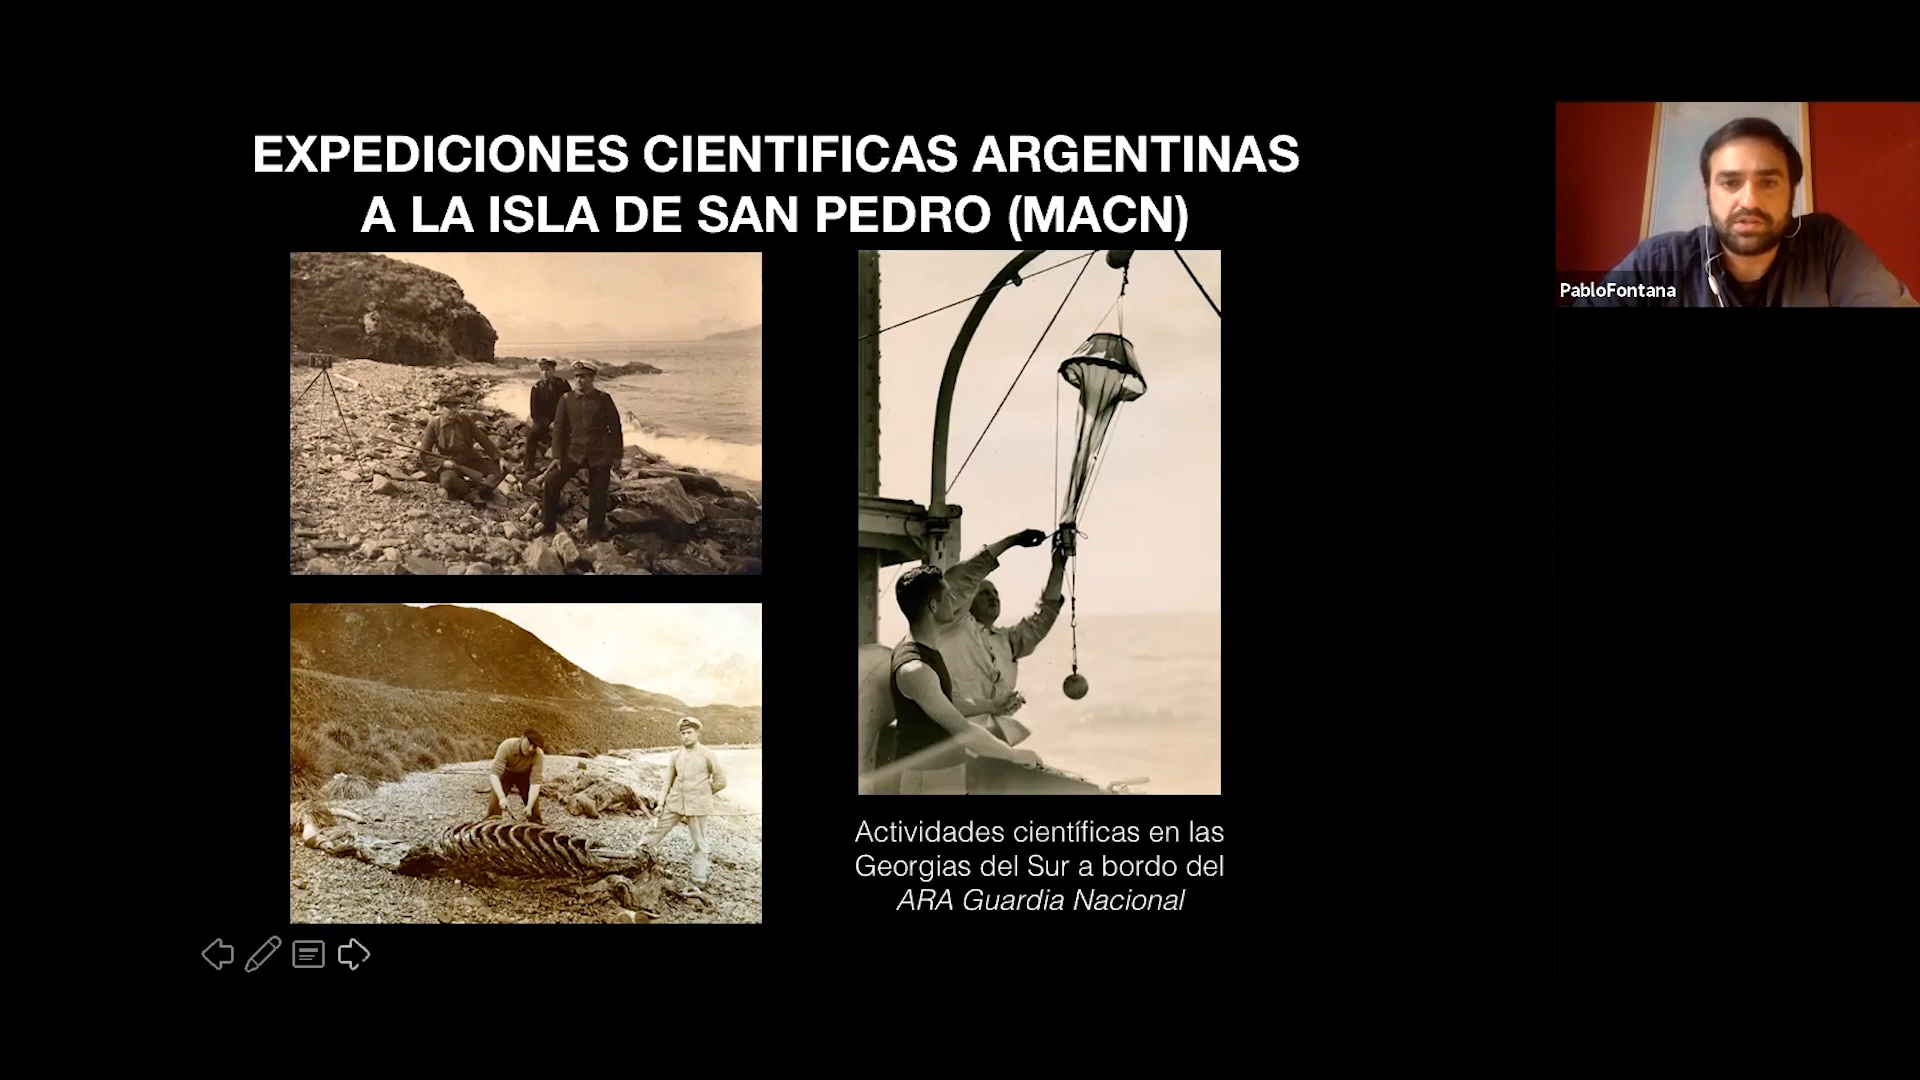 EXPEDICIONES CIENTIFICAS ARGENTINAS
A LA ISLA DE SAN PEDRO (MACN)
PabloFontana
Actividades científicas en las
Georgias del Sur a bordo del
ARA Guardia Nacional